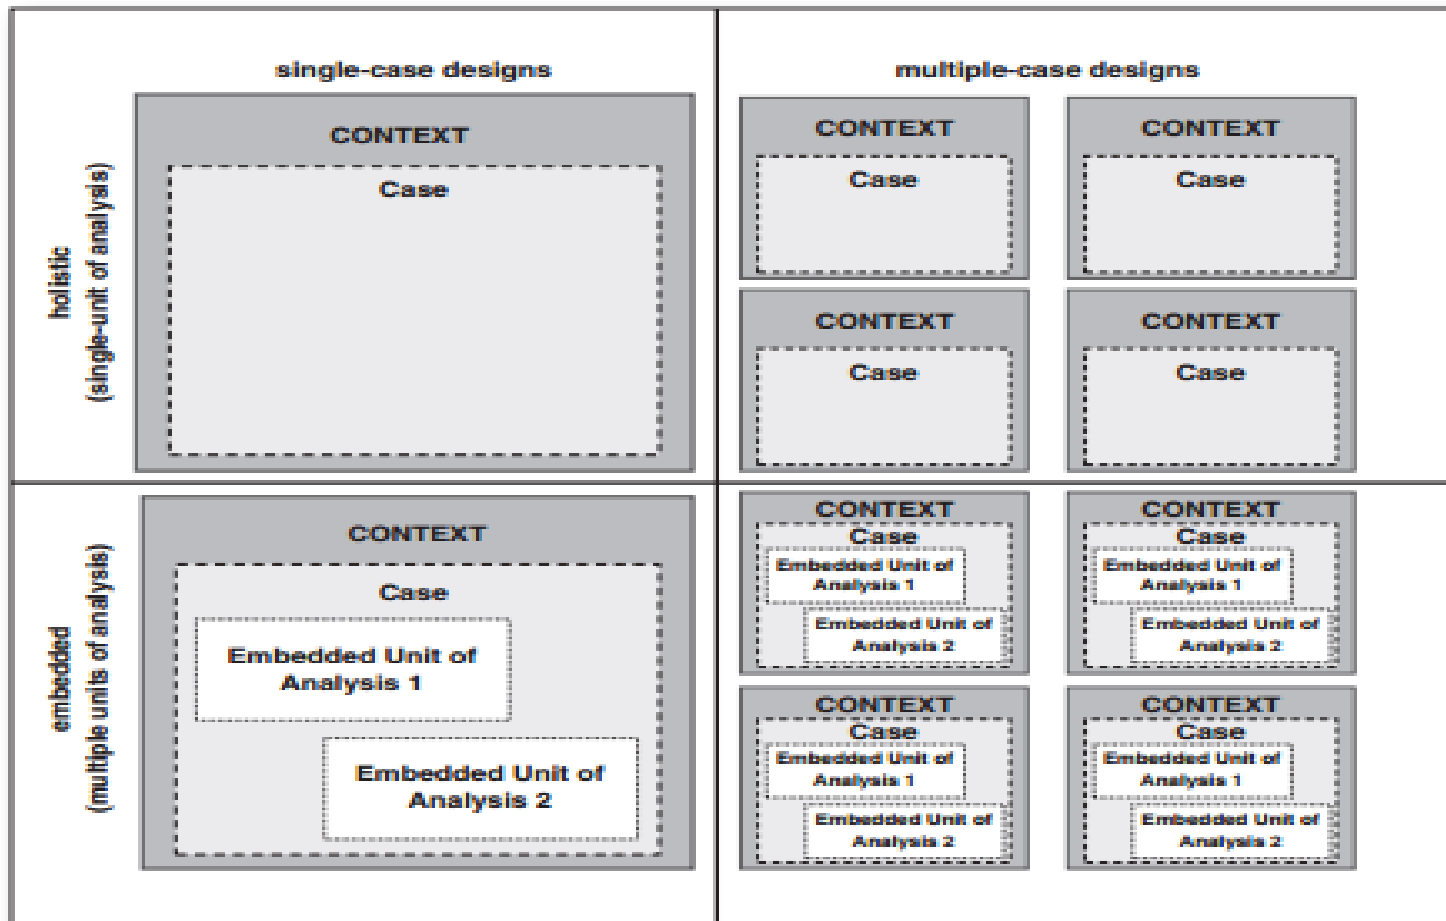 single-case designs
multiple-case designs
holistic
(single-unit of analysis)
CONTEXT
Case
CONTEXT
Case
CONTEXT
Case
CONTEXT
Case
CONTEXT
Case
embedded
(multiple units of analysis)
CONTEXT
Case
Embedded Unit of
Analysis 1
Embedded Unit of
Analysis 2
CONTEXT
Case
Embedded Unit of
Analysis 1
Embedded Unit of
Analysis 2
CONTEXT
Case
Embedded Unit of
Analysis 1
Embedded Unit of
Analysis 2
CONTEXT
Case
Embedded Unit of
Analysis 1
Embedded Unit of
Analysis 2
CONTEXT
Case
Embedded Unit of
Analysis 1
Embedded Unit of
Analysis 2